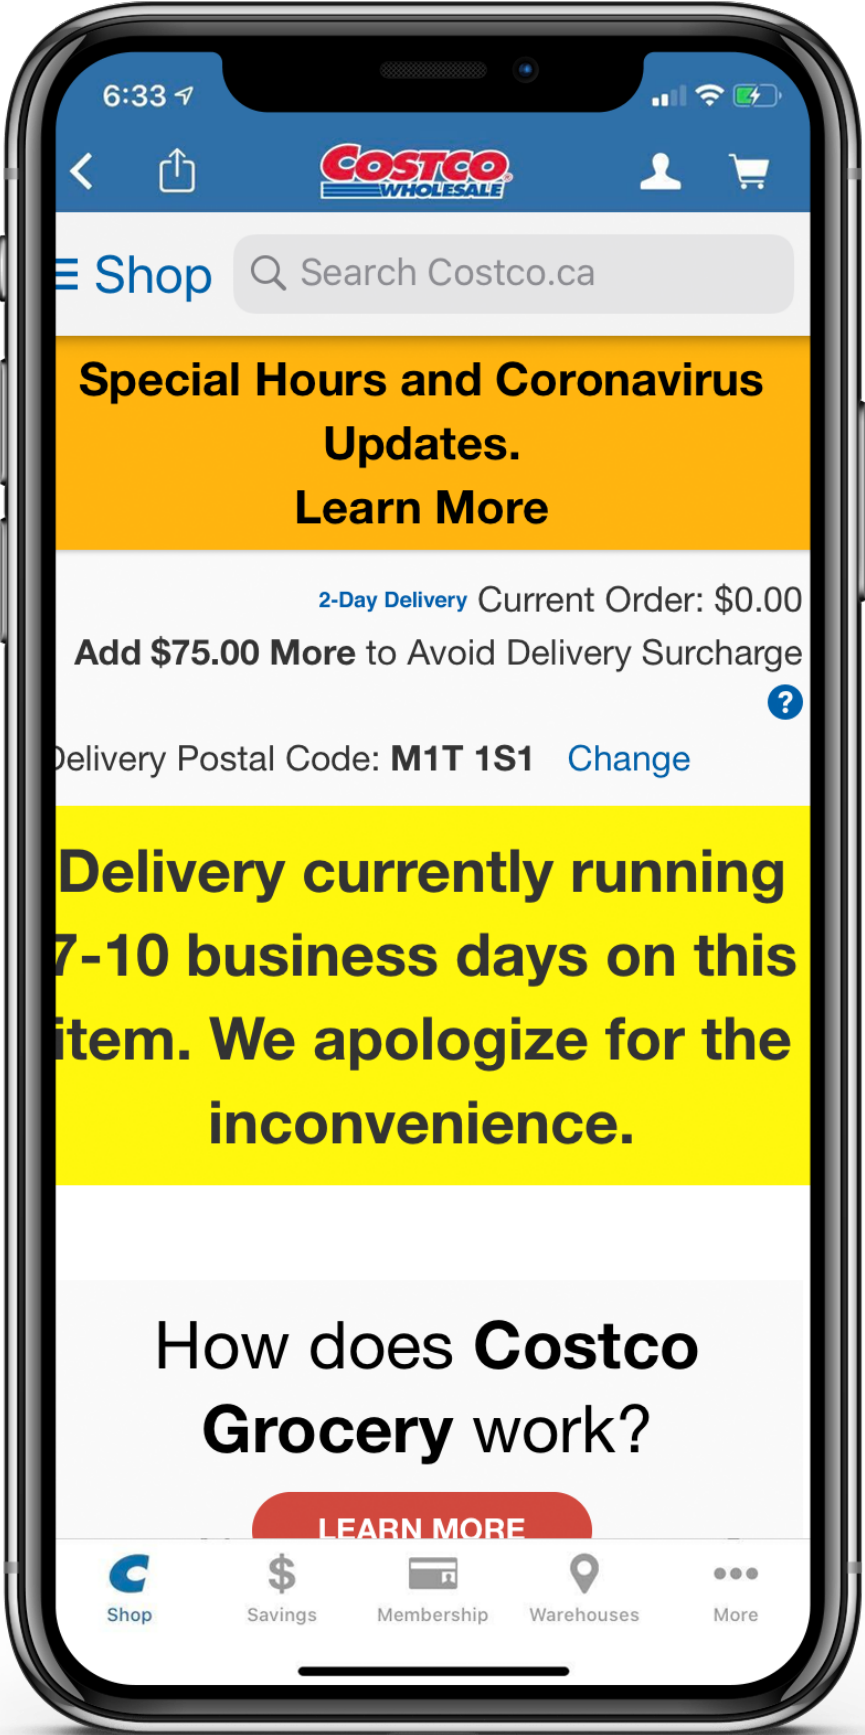 6:33
COSTCO
WHOLESALE
Shop
Search Costco.ca
Special Hours and Coronavirus
Updates.
Learn More
2-Day Delivery Current Order: $0.00
Add $75.00 More to Avoid Delivery Surcharge
?
Delivery Postal Code: M1T 1S1 Change
Delivery currently running
7-10 business days on this
item. We apologize for the
inconvenience.
How does Costco
Grocery work?
LEARN MORE
Shop Savings Membership Warehouses More